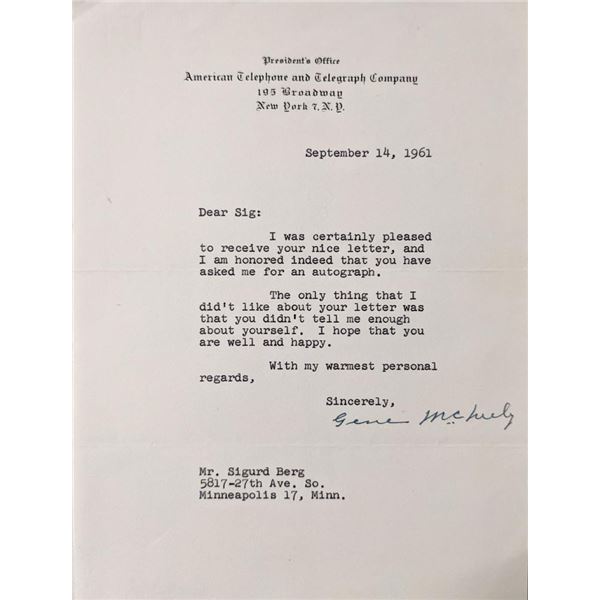 President's Office
American Telephone and Telegraph Company
195 Broadway
New York 7, N.Y.
September 14, 1961
Dear Sig:
I was certainly pleased
to receive your nice letter, and
I am honored indeed that you have
asked me for an autograph.
The only thing that I
did't like about your letter was
that you didn't tell me enough
about yourself. I hope that you
are well and happy.
With my warmest personal
regards,
Sincerely,
Gene McNeely
Mr. Sigurd Berg
5817-27th Ave. So.
Minneapolis 17, Minn.